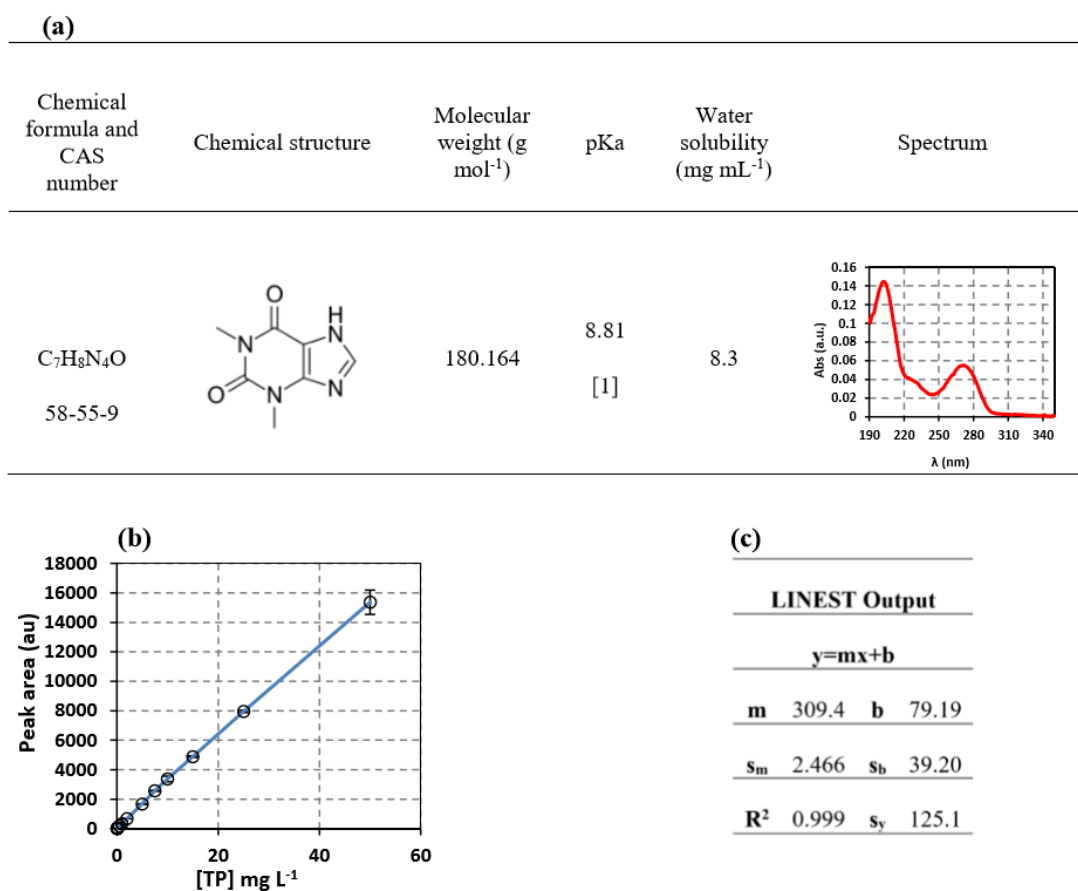 (a)
Chemical
formula and
CAS
number
Chemical structure
Molecular
weight (g
mol⁻¹)
pKa
Water
solubility
(mg mL⁻¹)
Spectrum
C₇H₈N₄O
58-55-9
O
N
H
N
O
N
N
180.164
8.81
[1]
8.3
Abs (a.u.)
0.16
0.14
0.12
0.1
0.08
0.06
0.04
0.02
0
190 220 250 280 310 340
λ (nm)
(b)
Peak area (au)
18000
16000
14000
12000
10000
8000
6000
4000
2000
0
0 20 40 60
[TP] mg L⁻¹
(c)
LINEST Output
y=mx+b
m 309.4 b 79.19
sₘ 2.466 s_b 39.20
R² 0.999 s_y 125.1